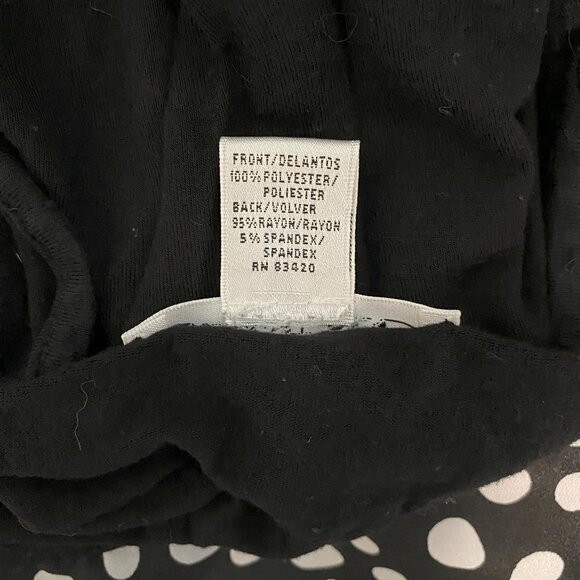 FRONT/DELANTOS
100% POLYESTER/
POLIESTER
BACK/VOLVER
95% RAYON/RAYON
5% SPANDEX/
SPANDEX
RN 83420